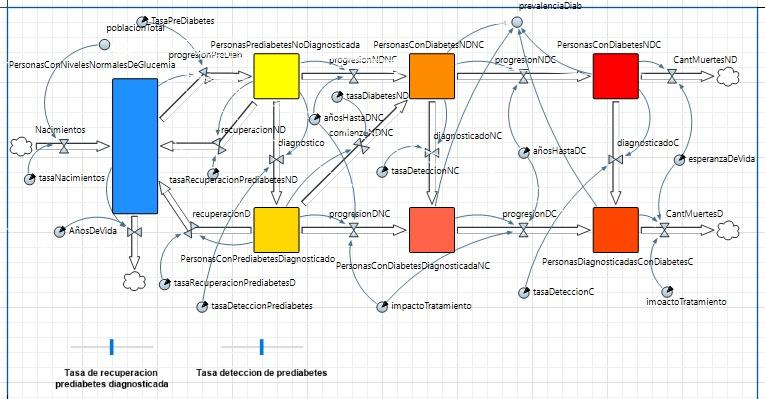 prevalenciaDiab
TasaPreDiabetes
poblacionTotal
PersonasPrediabetesNoDiagnosticada
PersonasConDiabetesNDNC
PersonasConDiabetesNDC
progresionPreDian
PersonasConNivelesNormalesDeGlucemia
progresionNDNC
progresionNDC
CantMuertesND
tasaDiabetesND
añosHastaDNC
Nacimientos
recuperacionND
comienzoNDNC
diagnosticoNC
diagnostico
diagnosticadoC
añosHastaDC
esperanzaDeVida
tasaNacimientos
tasaRecuperacionPrediabetesND
tasaDeteccionNC
recuperacionD
progresionDNC
progresionDC
CantMuertesD
AñosDeVida
PersonasConPrediabetesDiagnosticado
PersonasConDiabetesDiagnosticadaNC
PersonasDiagnosticadasConDiabetesC
tasaRecuperacionPrediabetesD
tasaDeteccionC
tasaDeteccionPrediabetes
impactoTratamiento
imoactoTratamiento
Tasa de recuperacion
prediabetes diagnosticada
Tasa deteccion de prediabetes